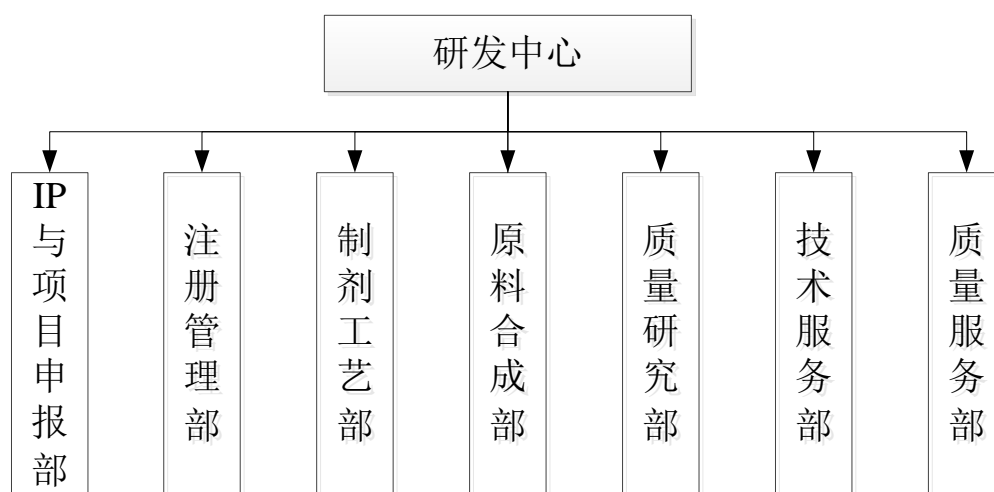 研发中心
IP与项目申报部
注册管理部
制剂工艺部
原料合成部
质量研究部
技术服务部
质量服务部